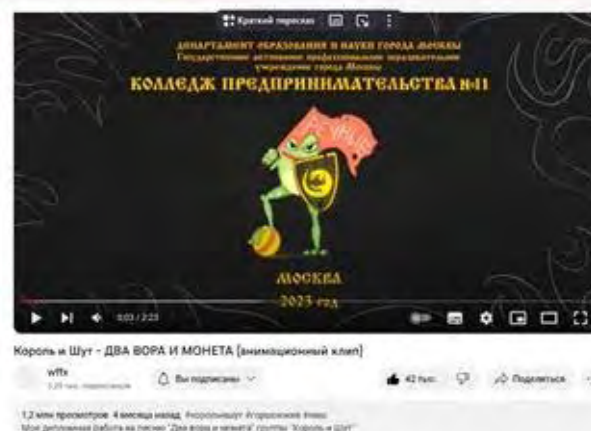 Краткий пересказ
ДЕПАРТАМЕНТ ОБРАЗОВАНИЯ И НАУКИ ГОРОДА МОСКВЫ
Государственное автономное профессиональное образовательное
учреждение города Москвы
КОЛЛЕДЖ ПРЕДПРИНИМАТЕЛЬСТВА №11
МОСКВА
2023 год
0:03 / 2:23
Король и Шут - ДВА ВОРА И МОНЕТА [анимационный клип]
wffx
Вы подписаны
42 тыс.
Поделиться
1,2 млн просмотров 4 месяца назад #корольишут #горшокжив
Моя дипломная работа на песню "Два вора и монета" группы "Король и Шут"